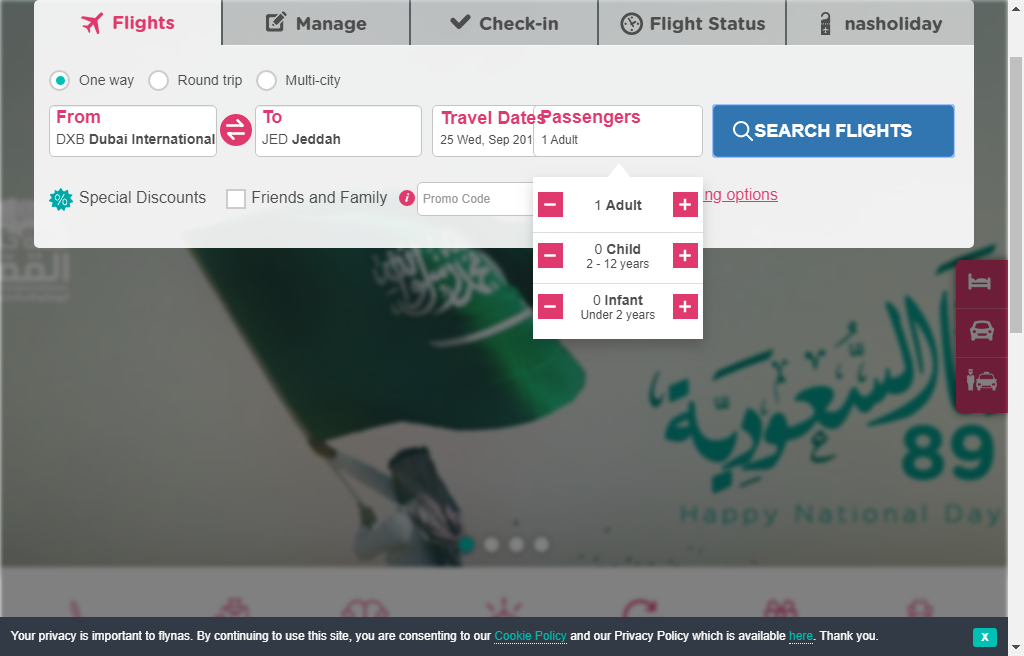 Flights
Manage
Check-in
Flight Status
nasholiday
One way
Round trip
Multi-city
From
DXB Dubai International
To
JED Jeddah
Travel Dates
25 Wed, Sep 201
Passengers
1 Adult
SEARCH FLIGHTS
Special Discounts
Friends and Family
Promo Code
ng options
1 Adult
0 Child
2 - 12 years
0 Infant
Under 2 years
السعودية
89
Happy National Day
Your privacy is important to flynas. By continuing to use this site, you are consenting to our Cookie Policy and our Privacy Policy which is available here. Thank you.
X